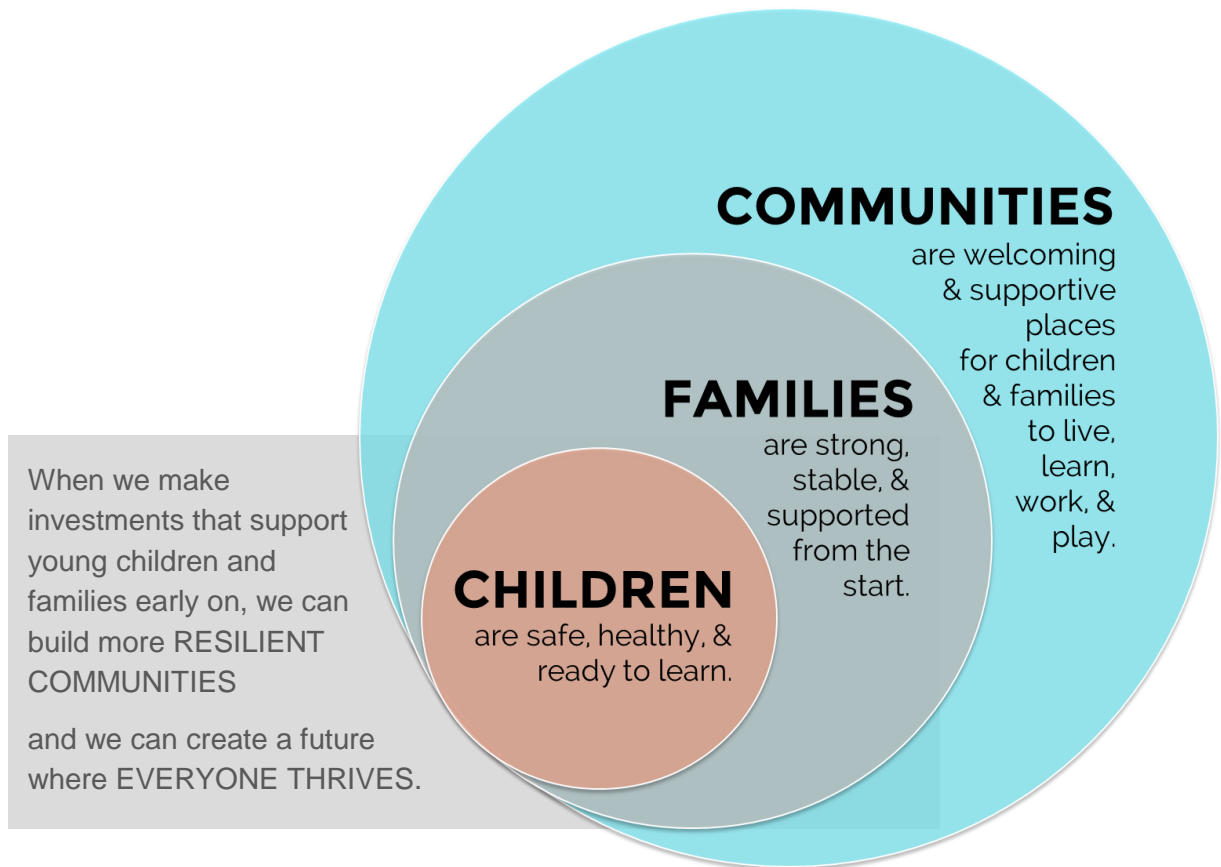 COMMUNITIES
are welcoming
& supportive
places
for children
& families
to live,
learn,
work, &
play.
FAMILIES
are strong,
stable, &
supported
from the
start.
CHILDREN
are safe, healthy, &
ready to learn.
When we make
investments that support
young children and
families early on, we can
build more RESILIENT
COMMUNITIES
and we can create a future
where EVERYONE THRIVES.